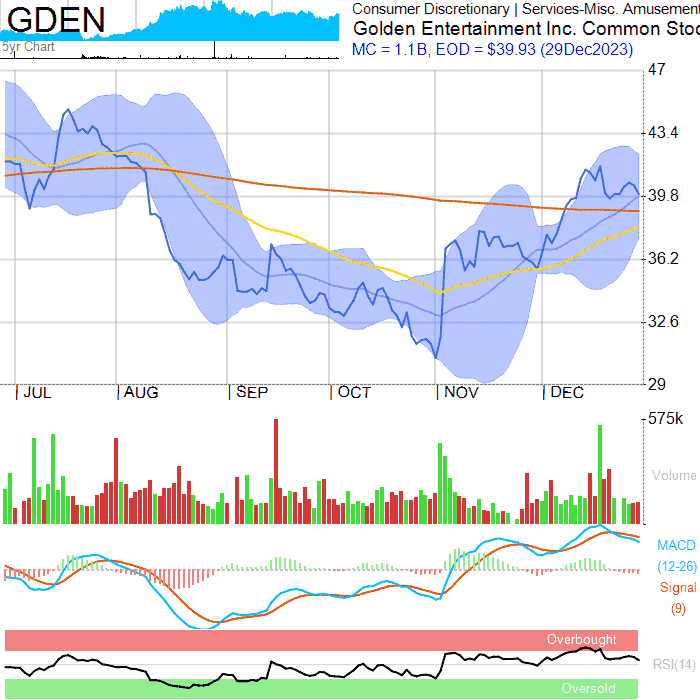 GDEN
5yr Chart
Consumer Discretionary | Services-Misc. Amusement
Golden Entertainment Inc. Common Stoc
MC = 1.1B, EOD = $39.93 (29Dec2023)
47
43.4
39.8
36.2
32.6
29
| JUL | AUG | SEP | OCT | NOV | DEC
575k
Volume
MACD
(12-26)
Signal
(9)
Overbought
RSI(14)
Oversold